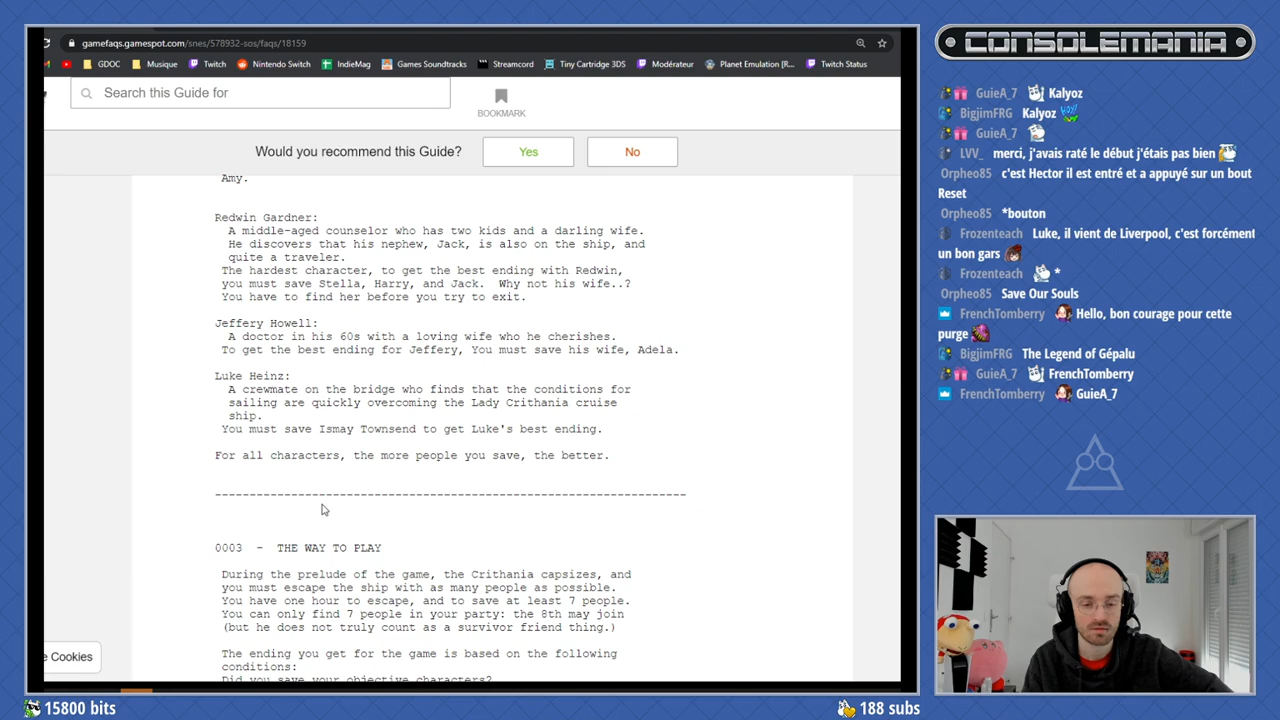 gamefaqs.gamespot.com/snes/578932-sos/faqs/18159
GDOC
Musique
Twitch
Nintendo Switch
IndieMag
Games Soundtracks
Streamcord
Tiny Cartridge 3DS
Modérateur
Planet Emulation [R...
Twitch Status
Search this Guide for
BOOKMARK
Would you recommend this Guide?
Yes
No
Amy.
Redwin Gardner:
A middle-aged counselor who has two kids and a darling wife.
He discovers that his nephew, Jack, is also on the ship, and
quite a traveler.
The hardest character, to get the best ending with Redwin,
you must save Stella, Harry, and Jack. Why not his wife..?
You have to find her before you try to exit.
Jeffery Howell:
A doctor in his 60s with a loving wife who he cherishes.
To get the best ending for Jeffery, You must save his wife, Adela.
Luke Heinz:
A crewmate on the bridge who finds that the conditions for
sailing are quickly overcoming the Lady Crithania cruise
ship.
You must save Ismay Townsend to get Luke's best ending.
For all characters, the more people you save, the better.
--------------------------------------------------------------------
0003 - THE WAY TO PLAY
During the prelude of the game, the Crithania capsizes, and
you must escape the ship with as many people as possible.
You have one hour to escape, and to save at least 7 people.
You can only find 7 people in your party: the 8th may join
(but he does not truly count as a survivor friend thing.)
The ending you get for the game is based on the following
conditions:
Did you save your objective characters?
e Cookies
CONSOLEMANIA
GuieA_7 Kalyoz
BigjimFRG Kalyoz
GuieA_7
LVV_ merci, j'avais raté le début j'étais pas bien
Orpheo85 c'est Hector il est entré et a appuyé sur un bout
Reset
Orpheo85 *bouton
Frozenteach Luke, il vient de Liverpool, c'est forcément
un bon gars
Frozenteach *
Orpheo85 Save Our Souls
FrenchTomberry Hello, bon courage pour cette
purge
BigjimFRG The Legend of Gépalu
GuieA_7 FrenchTomberry
FrenchTomberry GuieA_7
15800 bits
188 subs